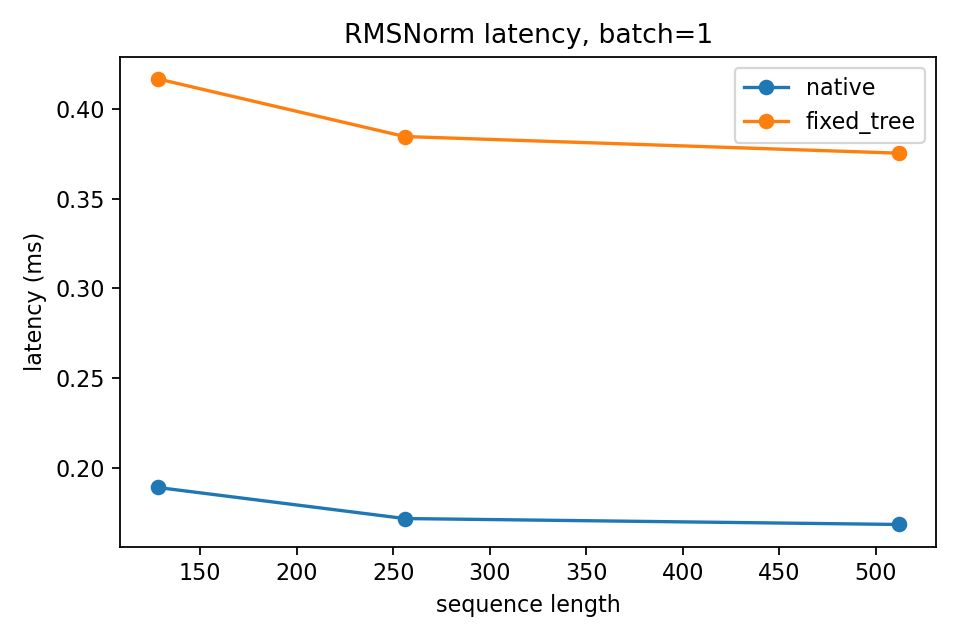 RMSNorm latency, batch=1
native
fixed_tree
0.40
0.35
0.30
0.25
0.20
latency (ms)
150 200 250 300 350 400 450 500
sequence length